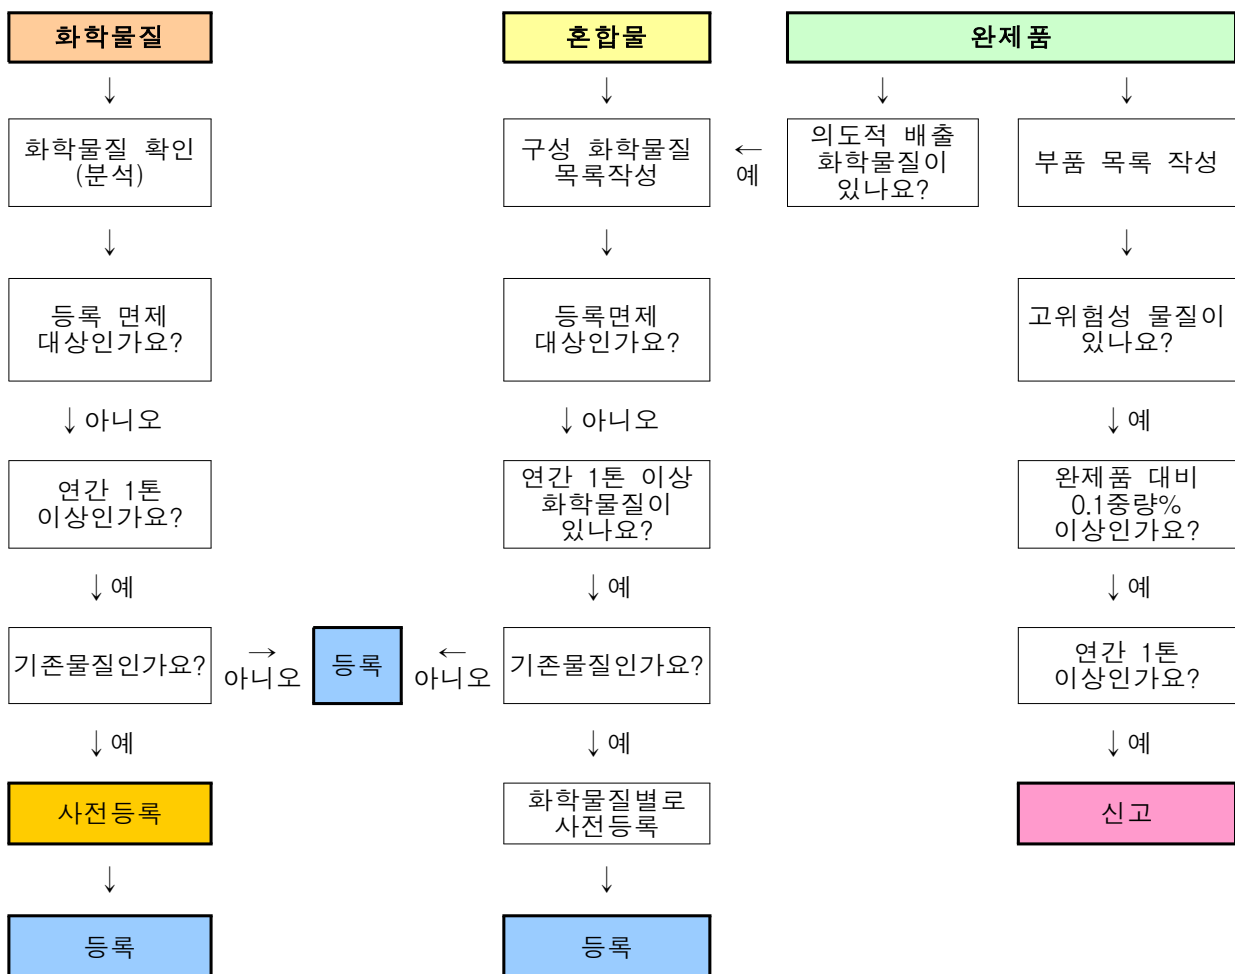 화학물질
혼합물
완제품
↓
↓
↓
↓
화학물질 확인
(분석)
구성 화학물질
목록작성
←
예
의도적 배출
화학물질이
있나요?
부품 목록 작성
↓
↓
↓
등록 면제
대상인가요?
등록면제
대상인가요?
고위험성 물질이
있나요?
↓아니오
↓아니오
↓예
연간 1톤
이상인가요?
연간 1톤 이상
화학물질이
있나요?
완제품 대비
0.1중량%
이상인가요?
↓예
↓예
↓예
기존물질인가요?
→
아니오
등록
←
아니오
기존물질인가요?
연간 1톤
이상인가요?
↓예
↓예
↓예
사전등록
화학물질별로
사전등록
신고
↓
↓
등록
등록